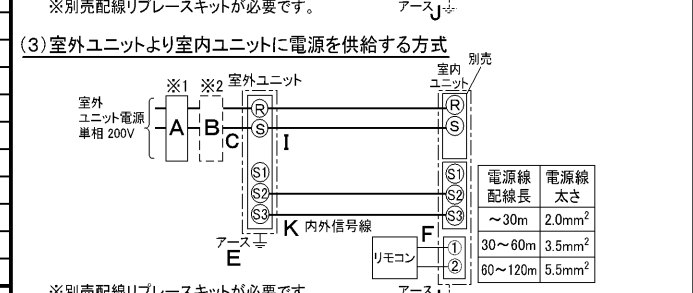 ※別売配線リプレースキットが必要です。
アース J
(3)室外ユニットより室内ユニットに電源を供給する方式
※1 ※2 室外ユニット
室内
ユニット
別売
室外
ユニット電源
単相 200V
A B C I
R R
S S
S1 S1
S2 S2
S3 S3
K 内外信号線
アース
E
F
リモコン
① 
②
電源線
配線長 電源線
太さ
～30m 2.0mm²
30～60m 3.5mm²
60～120m 5.5mm²
※別売配線リプレースキットが必要です
アース